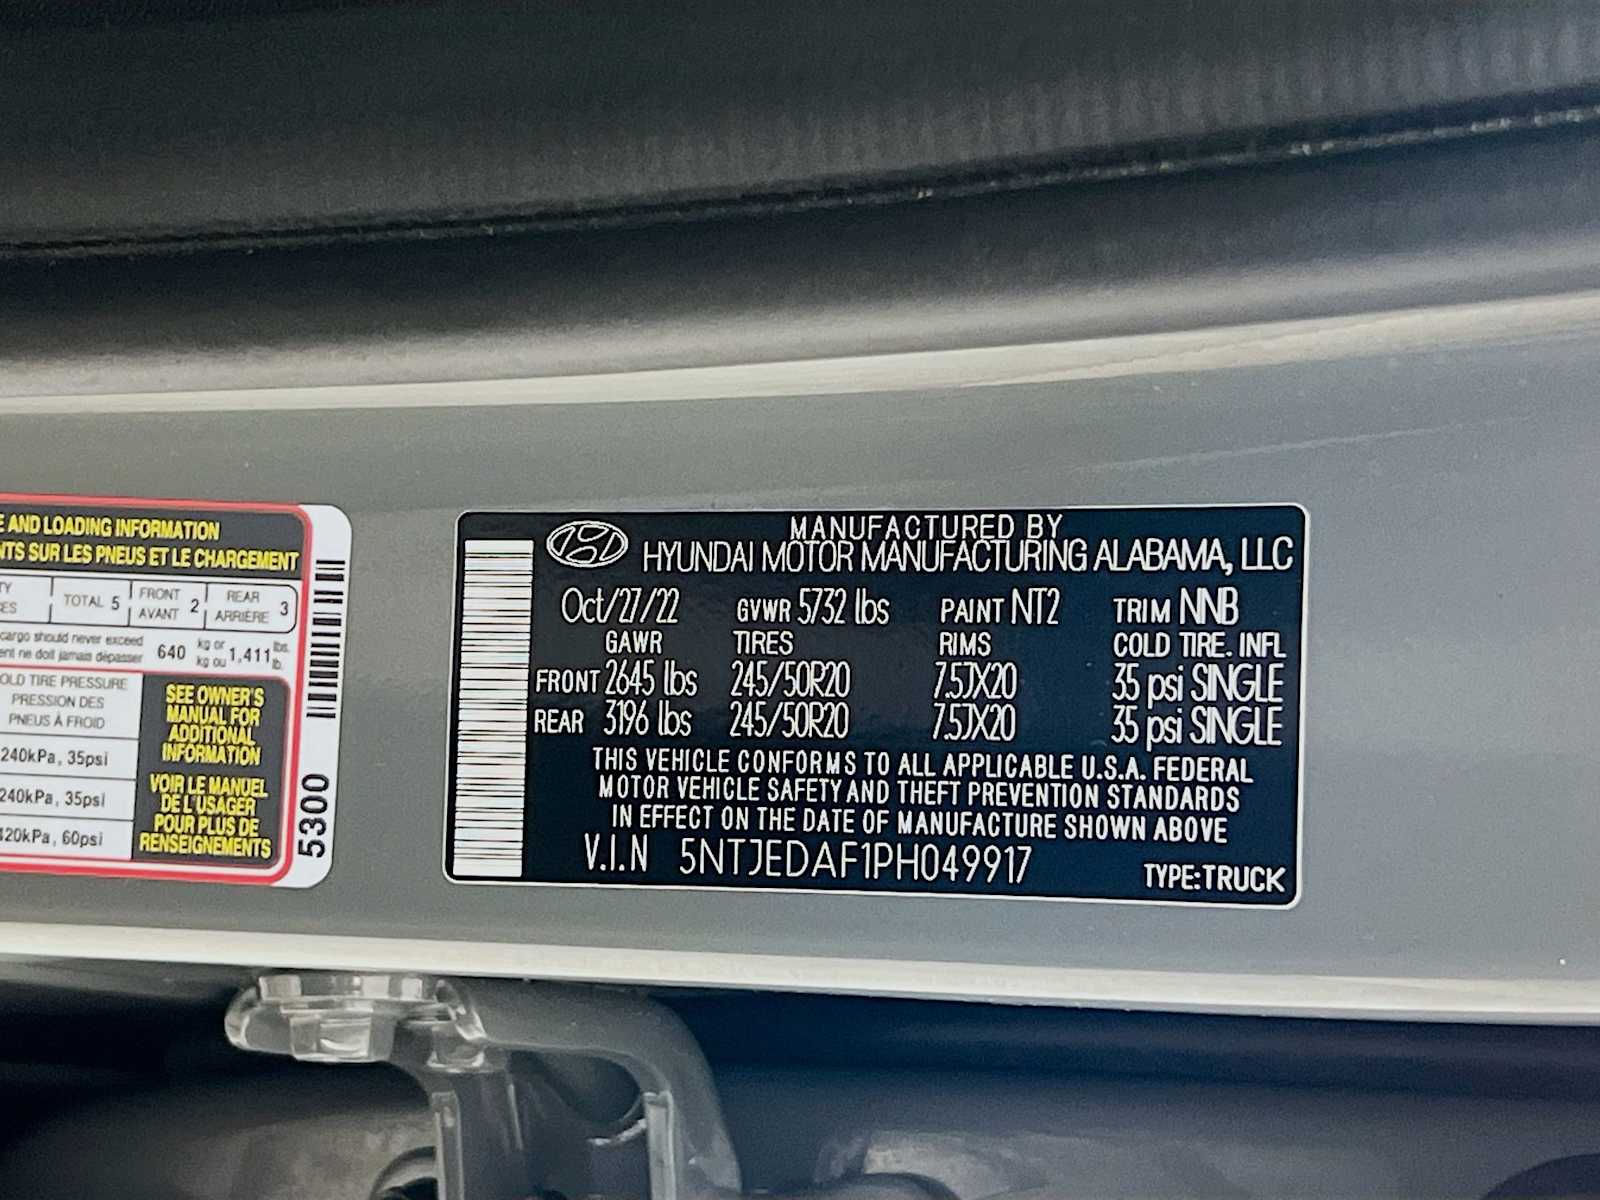 AND LOADING INFORMATION
SUR LES PNEUS ET LE CHARGEMENT
TOTAL 5
FRONT
AVANT 2
REAR
ARRIÈRE 3
cargo should never exceed
ne doit jamais dépasser
640 kg or
kg ou 1,411 lbs.
lb.
TIRE PRESSURE
PRESSION DES
PNEUS À FROID
240kPa, 35psi
240kPa, 35psi
420kPa, 60psi
SEE OWNER'S
MANUAL FOR
ADDITIONAL
INFORMATION
VOIR LE MANUEL
DE L'USAGER
POUR PLUS DE
RENSEIGNEMENTS
5300
MANUFACTURED BY
HYUNDAI MOTOR MANUFACTURING ALABAMA, LLC
Oct/27/22 GVWR 5732 lbs PAINT NT2 TRIM NNB
GAWR TIRES RIMS COLD TIRE. INFL
FRONT 2645 lbs 245/50R20 7.5JX20 35 psi SINGLE
REAR 3196 lbs 245/50R20 7.5JX20 35 psi SINGLE
THIS VEHICLE CONFORMS TO ALL APPLICABLE U.S.A. FEDERAL
MOTOR VEHICLE SAFETY AND THEFT PREVENTION STANDARDS
IN EFFECT ON THE DATE OF MANUFACTURE SHOWN ABOVE
V.I.N 5NTJEDAF1PH049917
TYPE:TRUCK